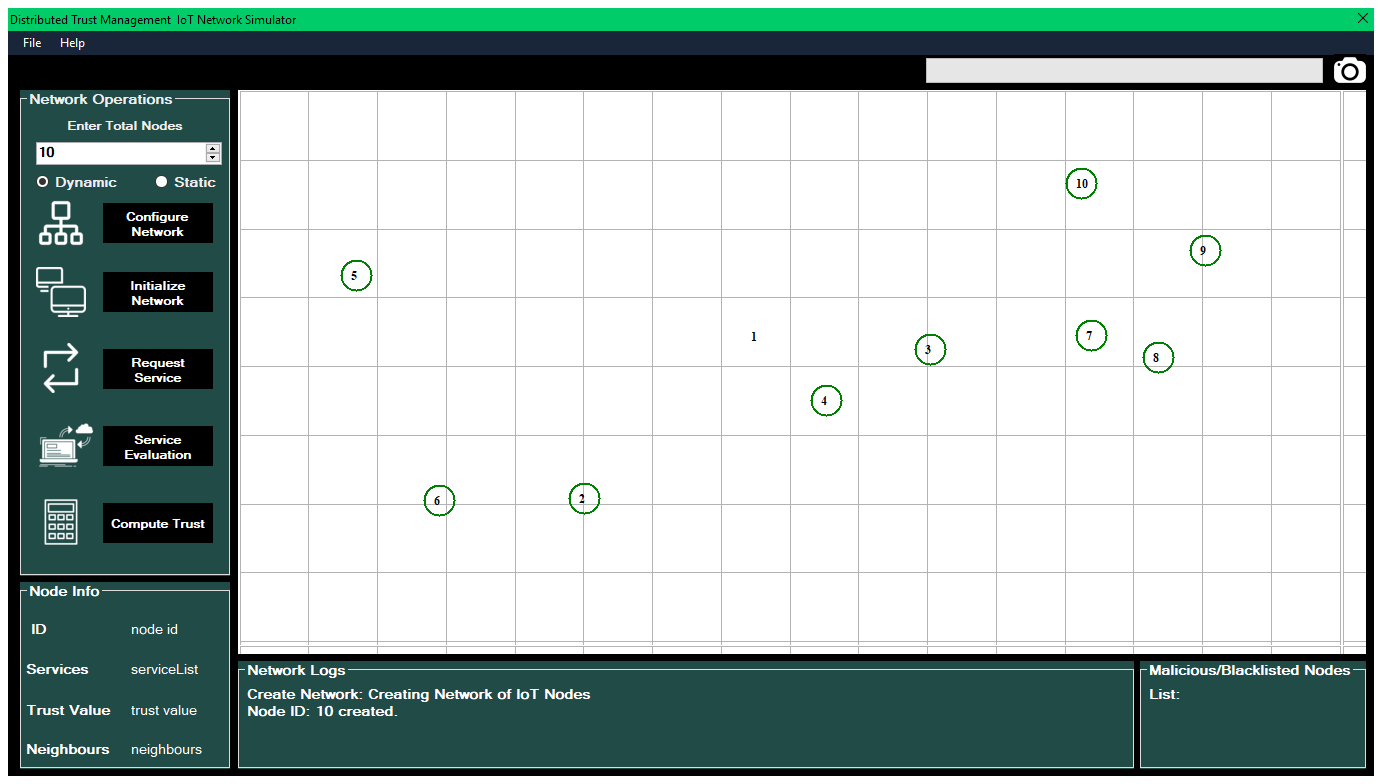 Distributed Trust Management  IoT Network Simulator
File Help
Network Operations
Enter Total Nodes
10
Dynamic Static
Configure
Network
Initialize
Network
Request
Service
Service
Evaluation
Compute Trust
10
9
5
1
7
3
8
4
6
2
Node Info
ID node id
Services serviceList
Trust Value trust value
Neighbours neighbours
Network Logs
Create Network: Creating Network of IoT Nodes
Node ID: 10 created.
Malicious/Blacklisted Nodes
List: